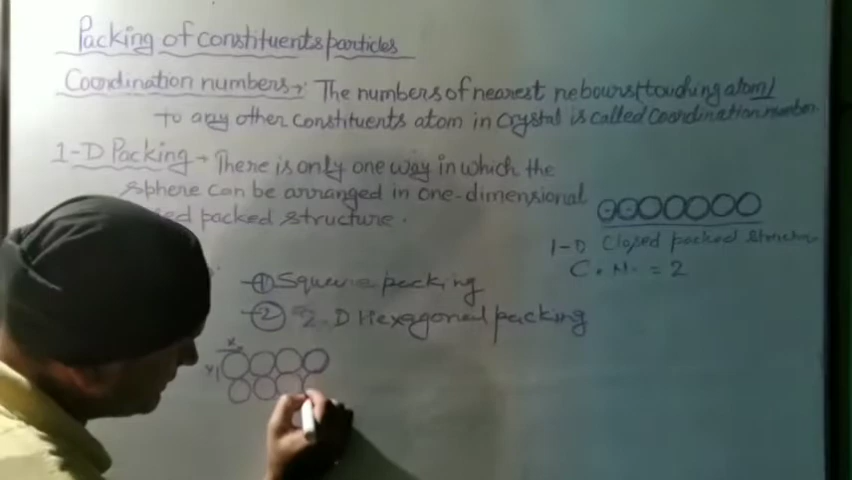 Packing of constituents particles
Coordination numbers :- The numbers of nearest nebours (touching atom)
to any other constituents atom in crystal is called Coordination number
1-D Packing → There is only one way in which the
sphere can be arranged in one-dimensional
packed structure.
1-D Closed packed structure
C.N. = 2
① Square packing
② 2-D Hexagonal packing
x
y